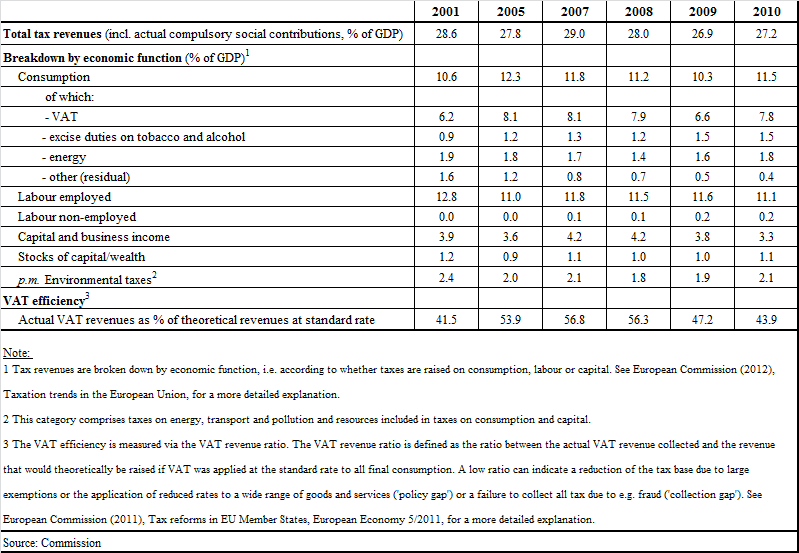 2001 2005 2007 2008 2009 2010
Total tax revenues (incl. actual compulsory social contributions, % of GDP) 28.6 27.8 29.0 28.0 26.9 27.2
Breakdown by economic function (% of GDP)1
Consumption 10.6 12.3 11.8 11.2 10.3 11.5
of which:
- VAT 6.2 8.1 8.1 7.9 6.6 7.8
- excise duties on tobacco and alcohol 0.9 1.2 1.3 1.2 1.5 1.5
- energy 1.9 1.8 1.7 1.4 1.6 1.8
- other (residual) 1.6 1.2 0.8 0.7 0.5 0.4
Labour employed 12.8 11.0 11.8 11.5 11.6 11.1
Labour non-employed 0.0 0.0 0.1 0.1 0.2 0.2
Capital and business income 3.9 3.6 4.2 4.2 3.8 3.3
Stocks of capital/wealth 1.2 0.9 1.1 1.0 1.0 1.1
p.m. Environmental taxes2 2.4 2.0 2.1 1.8 1.9 2.1
VAT efficiency3
Actual VAT revenues as % of theoretical revenues at standard rate 41.5 53.9 56.8 56.3 47.2 43.9
Note:
1 Tax revenues are broken down by economic function, i.e. according to whether taxes are raised on consumption, labour or capital. See European Commission (2012),
Taxation trends in the European Union, for a more detailed explanation.
2 This category comprises taxes on energy, transport and pollution and resources included in taxes on consumption and capital.
3 The VAT efficiency is measured via the VAT revenue ratio. The VAT revenue ratio is defined as the ratio between the actual VAT revenue collected and the revenue
that would theoretically be raised if VAT was applied at the standard rate to all final consumption. A low ratio can indicate a reduction of the tax base due to large
exemptions or the application of reduced rates to a wide range of goods and services ('policy gap') or a failure to collect all tax due to e.g. fraud ('collection gap'). See
European Commission (2011), Tax reforms in EU Member States, European Economy 5/2011, for a more detailed explanation.
Source: Commission